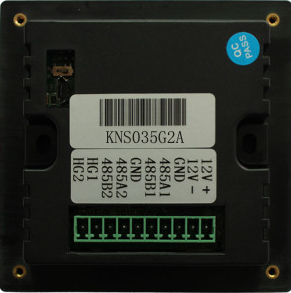 QC
PASS
KNS035G2A
12V +
12V -
GND
485A1
485B1
GND
485A2
485B2
HG1
HG2